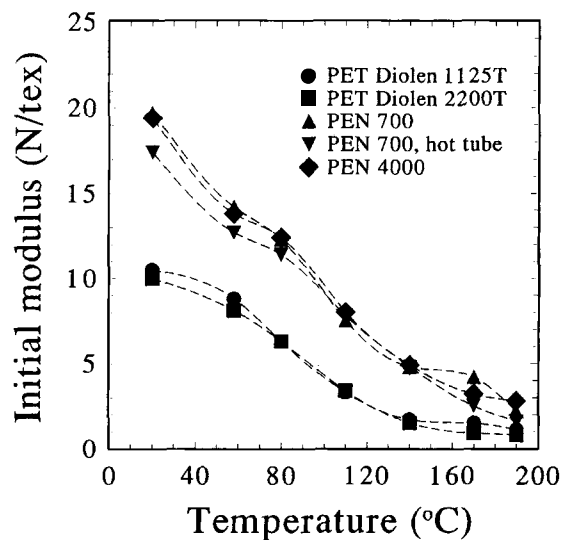 25
20
15
10
5
0
Initial modulus (N/tex)
PET Diolen 1125T
PET Diolen 2200T
PEN 700
PEN 700, hot tube
PEN 4000
0 40 80 120 160 200
Temperature (°C)